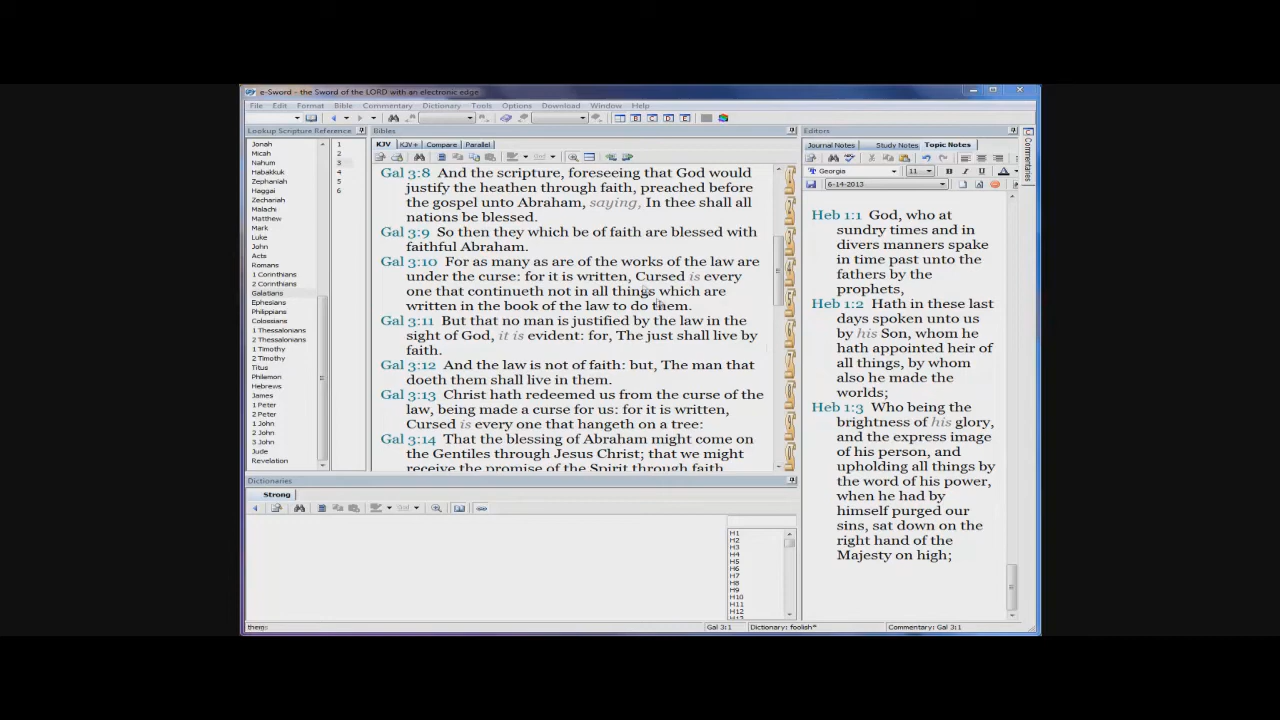 e-Sword - the Sword of the LORD with an electronic edge
File Edit Format Bible Commentary Dictionary Tools Options Download Window Help
Lookup Scripture Reference
Jonah
Micah
Nahum
Habakkuk
Zephaniah
Haggai
Zechariah
Malachi
Matthew
Mark
Luke
John
Acts
Romans
1 Corinthians
2 Corinthians
Galatians
Ephesians
Philippians
Colossians
1 Thessalonians
2 Thessalonians
1 Timothy
2 Timothy
Titus
Philemon
Hebrews
James
1 Peter
2 Peter
1 John
2 John
3 John
Jude
Revelation
1
2
3
4
5
6
Bibles
KJV KJV+ Compare Parallel
Gal 3:8 And the scripture, foreseeing that God would
justify the heathen through faith, preached before
the gospel unto Abraham, saying, In thee shall all
nations be blessed.
Gal 3:9 So then they which be of faith are blessed with
faithful Abraham.
Gal 3:10 For as many as are of the works of the law are
under the curse: for it is written, Cursed is every
one that continueth not in all things which are
written in the book of the law to do them.
Gal 3:11 But that no man is justified by the law in the
sight of God, it is evident: for, The just shall live by
faith.
Gal 3:12 And the law is not of faith: but, The man that
doeth them shall live in them.
Gal 3:13 Christ hath redeemed us from the curse of the
law, being made a curse for us: for it is written,
Cursed is every one that hangeth on a tree:
Gal 3:14 That the blessing of Abraham might come on
the Gentiles through Jesus Christ; that we might
receive the promise of the Spirit through faith
Editors
Journal Notes Study Notes Topic Notes
Georgia 11 B I U A
6-14-2013
Heb 1:1 God, who at
sundry times and in
divers manners spake
in time past unto the
fathers by the
prophets,
Heb 1:2 Hath in these last
days spoken unto us
by his Son, whom he
hath appointed heir of
all things, by whom
also he made the
worlds;
Heb 1:3 Who being the
brightness of his glory,
and the express image
of his person, and
upholding all things by
the word of his power,
when he had by
himself purged our
sins, sat down on the
right hand of the
Majesty on high;
Commentaries
Dictionaries
Strong
H1
H2
H3
H4
H5
H6
H7
H8
H9
H10
H11
H12
Gal 3:1 Dictionary: foolish* Commentary: Gal 3:1